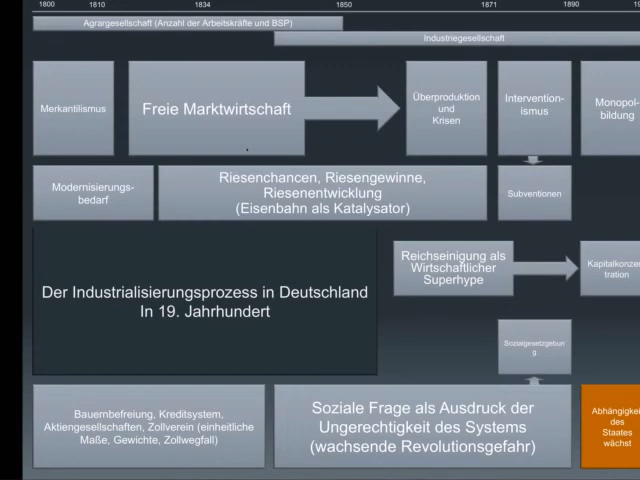 1800 1810 1834 1850 1871 1890
Agrargesellschaft (Anzahl der Arbeitskräfte und BSP)
Industriegesellschaft
Merkantilismus
Freie Marktwirtschaft
Überproduktion
und
Krisen
Intervention-
ismus
Monopol-
bildung
Modernisierungs-
bedarf
Riesenchancen, Riesengewinne,
Riesenentwicklung
(Eisenbahn als Katalysator)
Subventionen
Der Industrialisierungsprozess in Deutschland
In 19. Jahrhundert
Reichseinigung als
Wirtschaftlicher
Superhype
Kapitalkonzen
tration
Sozialgesetzgebun
g
Bauernbefreiung, Kreditsystem,
Aktiengesellschaften, Zollverein (einheitliche
Maße, Gewichte, Zollwegfall)
Soziale Frage als Ausdruck der
Ungerechtigkeit des Systems
(wachsende Revolutionsgefahr)
Abhängigkei
des
Staates
wächst